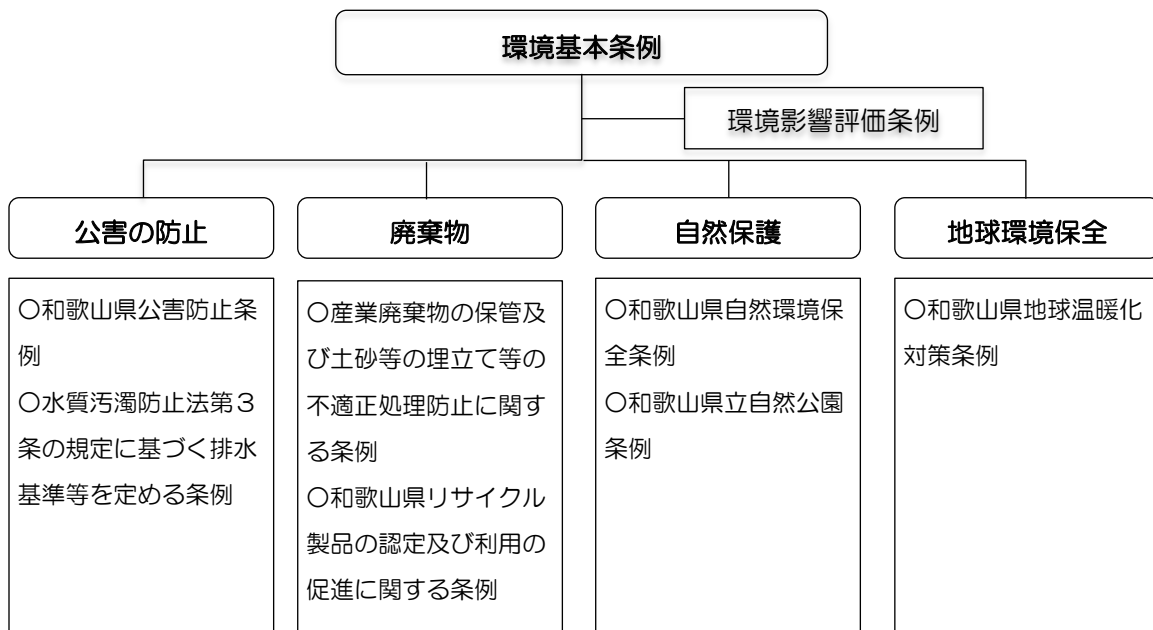 環境基本条例
環境影響評価条例
公害の防止
○和歌山県公害防止条
例
○水質汚濁防止法第３
条の規定に基づく排水
基準等を定める条例
廃棄物
○産業廃棄物の保管及
び土砂等の埋立て等の
不適正処理防止に関す
る条例
○和歌山県リサイクル
製品の認定及び利用の
促進に関する条例
自然保護
○和歌山県自然環境保
全条例
○和歌山県立自然公園
条例
地球環境保全
○和歌山県地球温暖化
対策条例